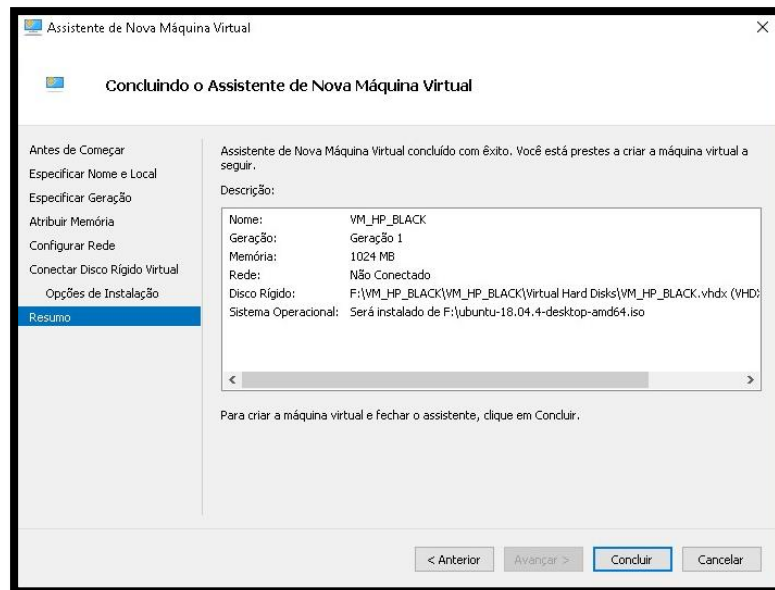 Assistente de Nova Máquina Virtual
Concluindo o Assistente de Nova Máquina Virtual
Antes de Começar
Especificar Nome e Local
Especificar Geração
Atribuir Memória
Configurar Rede
Conectar Disco Rígido Virtual
Opções de Instalação
Resumo
Assistente de Nova Máquina Virtual concluído com êxito. Você está prestes a criar a máquina virtual a
seguir.
Descrição:
Nome: VM_HP_BLACK
Geração: Geração 1
Memória: 1024 MB
Rede: Não Conectado
Disco Rígido: F:\VM_HP_BLACK\VM_HP_BLACK\Virtual Hard Disks\VM_HP_BLACK.vhdx (VHD
Sistema Operacional: Será instalado de F:\ubuntu-18.04.4-desktop-amd64.iso
Para criar a máquina virtual e fechar o assistente, clique em Concluir.
< Anterior Avançar > Concluir Cancelar